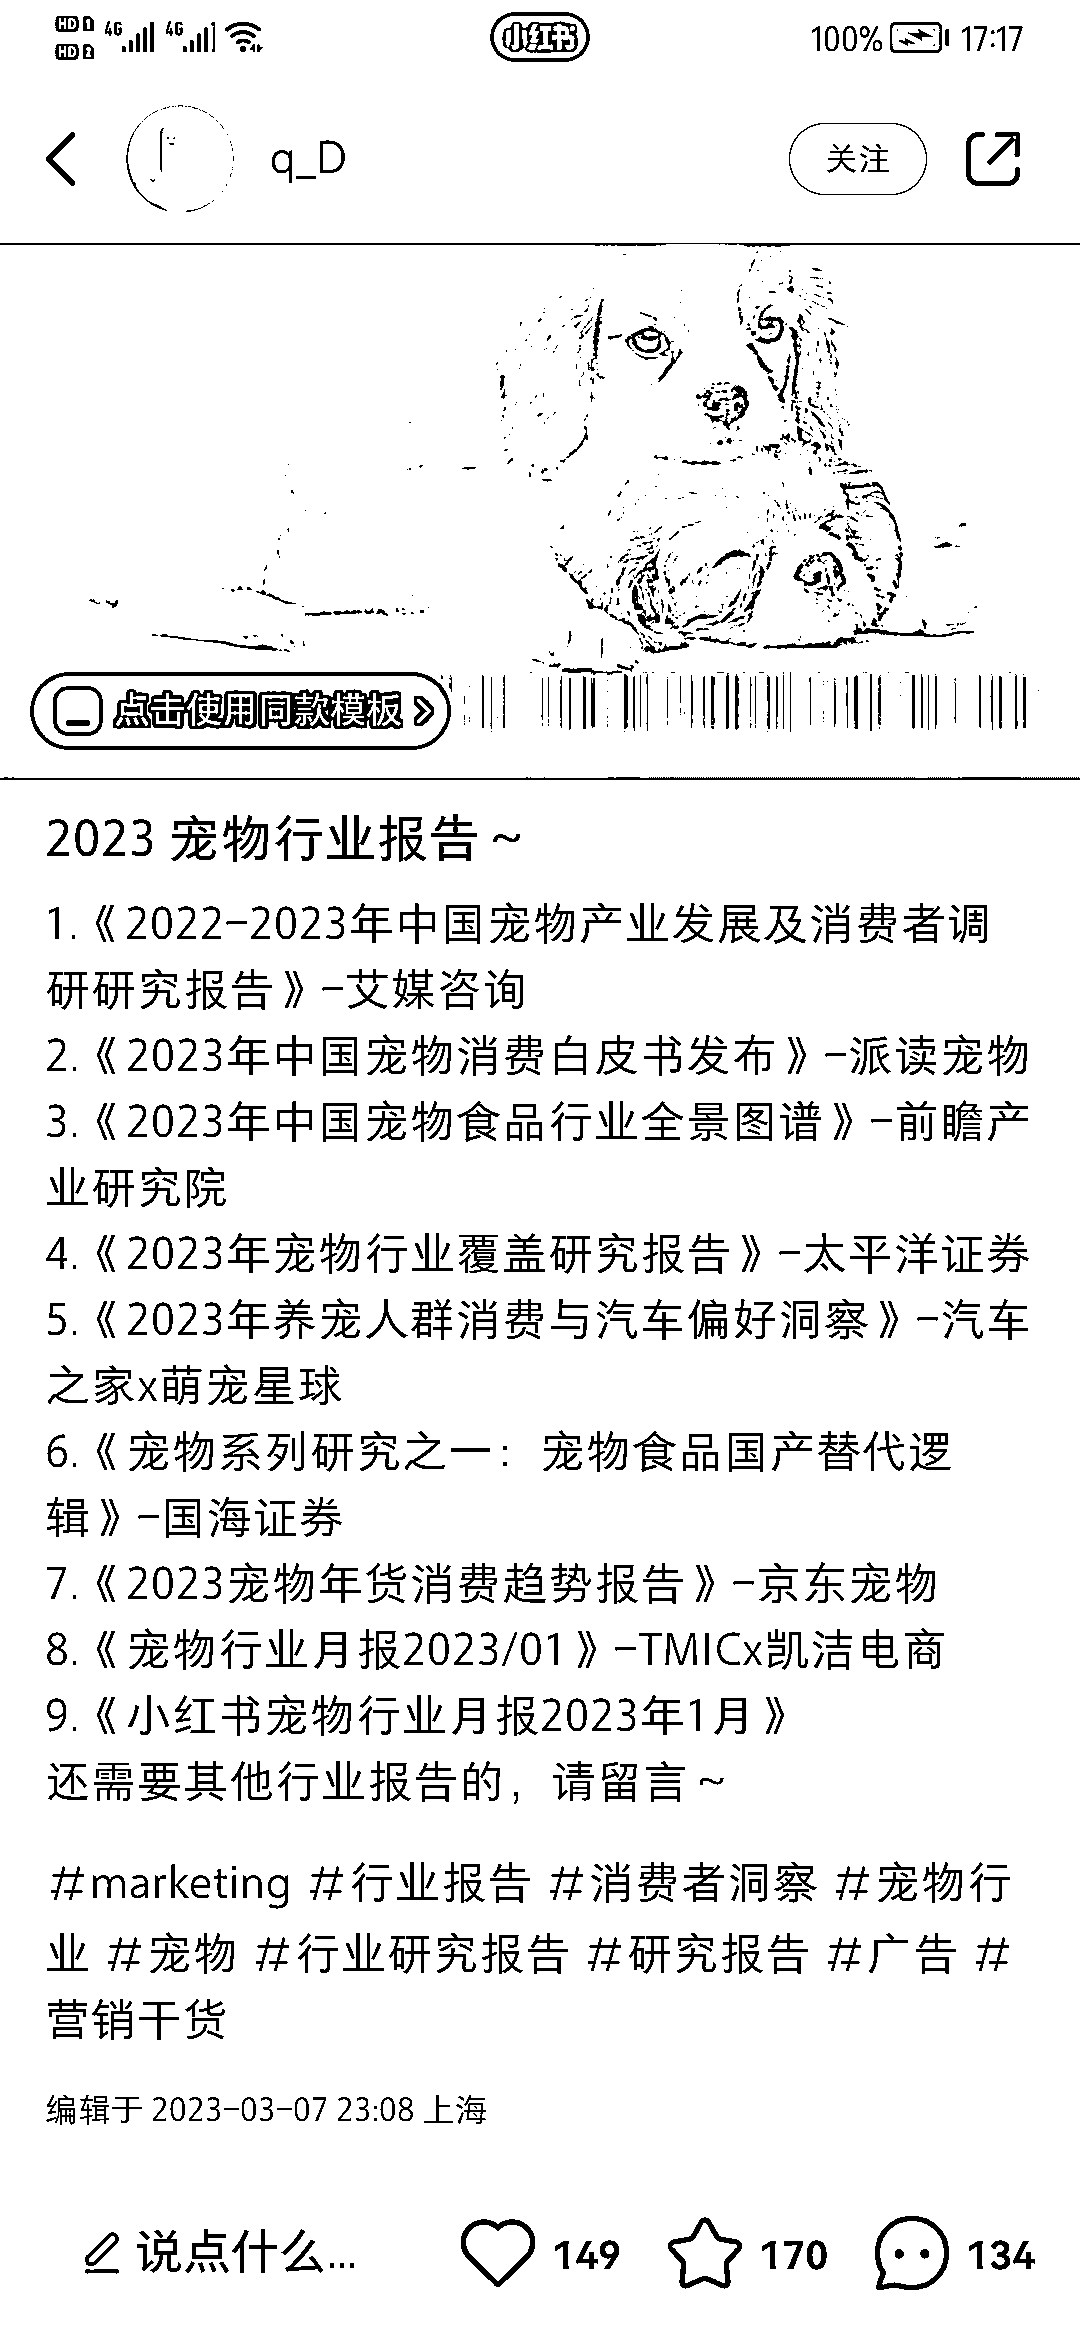 HD 1 4G 4G 小红书 100% 17:17
HD 2
q_D 关注
点击使用同款模板 >
2023 宠物行业报告~
1.《2022-2023年中国宠物产业发展及消费者调
研研究报告》-艾媒咨询
2.《2023年中国宠物消费白皮书发布》-派读宠物
3.《2023年中国宠物食品行业全景图谱》-前瞻产
业研究院
4.《2023年宠物行业覆盖研究报告》-太平洋证券
5.《2023年养宠人群消费与汽车偏好洞察》-汽车
之家x萌宠星球
6.《宠物系列研究之一：宠物食品国产替代逻
辑》-国海证券
7.《2023宠物年货消费趋势报告》-京东宠物
8.《宠物行业月报2023/01》-TMICx凯洁电商
9.《小红书宠物行业月报2023年1月》
还需要其他行业报告的，请留言~
#marketing #行业报告 #消费者洞察 #宠物行
业 #宠物 #行业研究报告 #研究报告 #广告 #
营销干货
编辑于 2023-03-07 23:08 上海
说点什么... 149 170 134